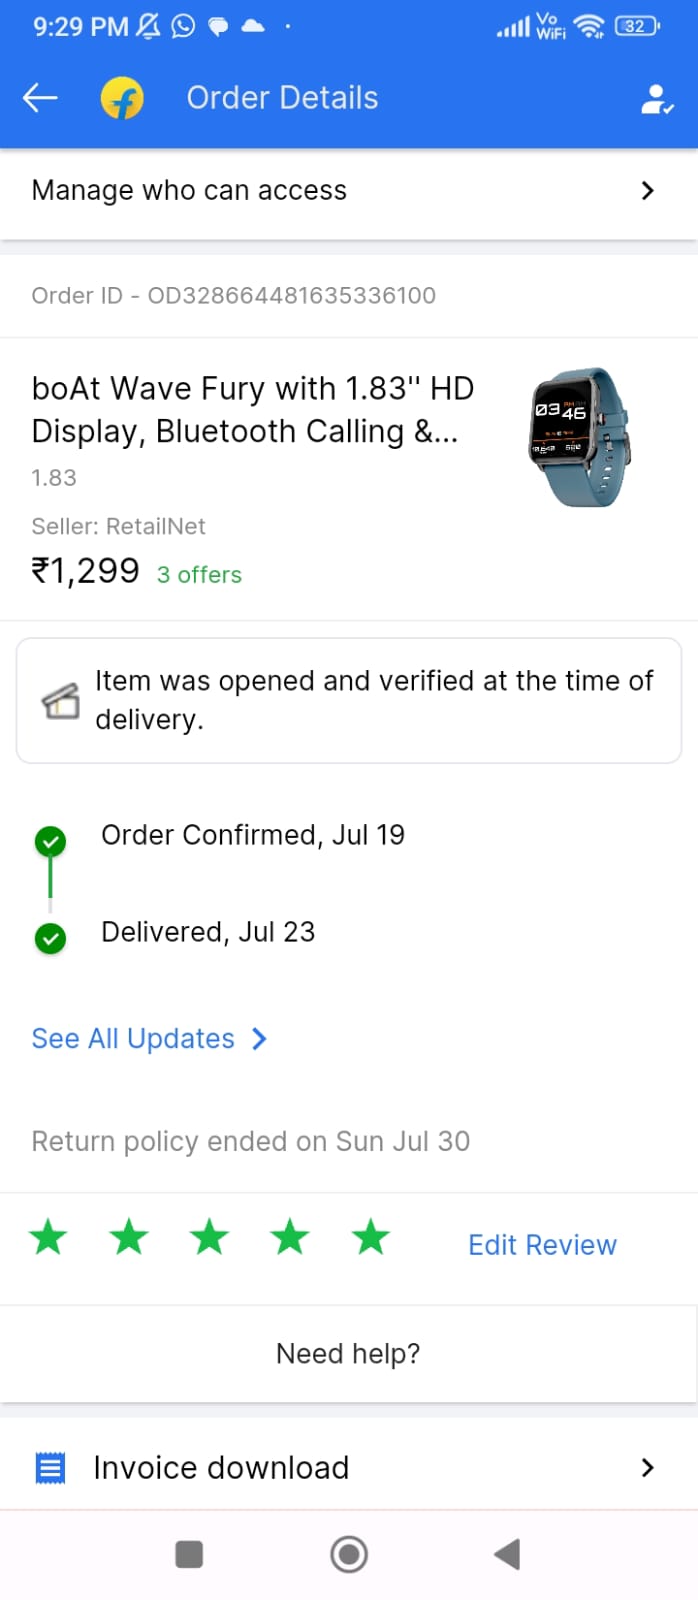 9:29 PM
Vo
WiFi
32
Order Details
Manage who can access
Order ID - OD328664481635336100
boAt Wave Fury with 1.83'' HD
Display, Bluetooth Calling &...
1.83
Seller: RetailNet
₹1,299 3 offers
03 46
Item was opened and verified at the time of
delivery.
Order Confirmed, Jul 19
Delivered, Jul 23
See All Updates
Return policy ended on Sun Jul 30
Edit Review
Need help?
Invoice download